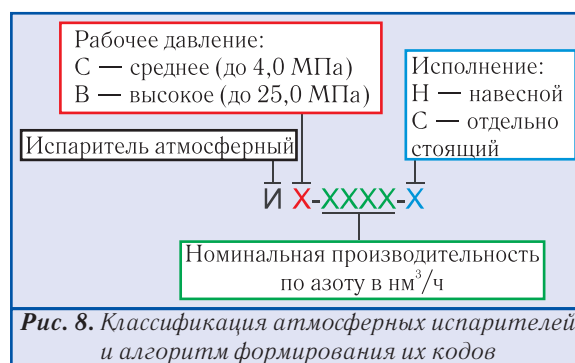 Рабочее давление:
С — среднее (до 4,0 МПа)
В — высокое (до 25,0 МПа)
Исполнение:
Н — навесной
С — отдельно
стоящий
Испаритель атмосферный
И Х-ХХХХ-Х
Номинальная производительность
по азоту в нм³/ч
Рис. 8. Классификация атмосферных испарителей
и алгоритм формирования их кодов